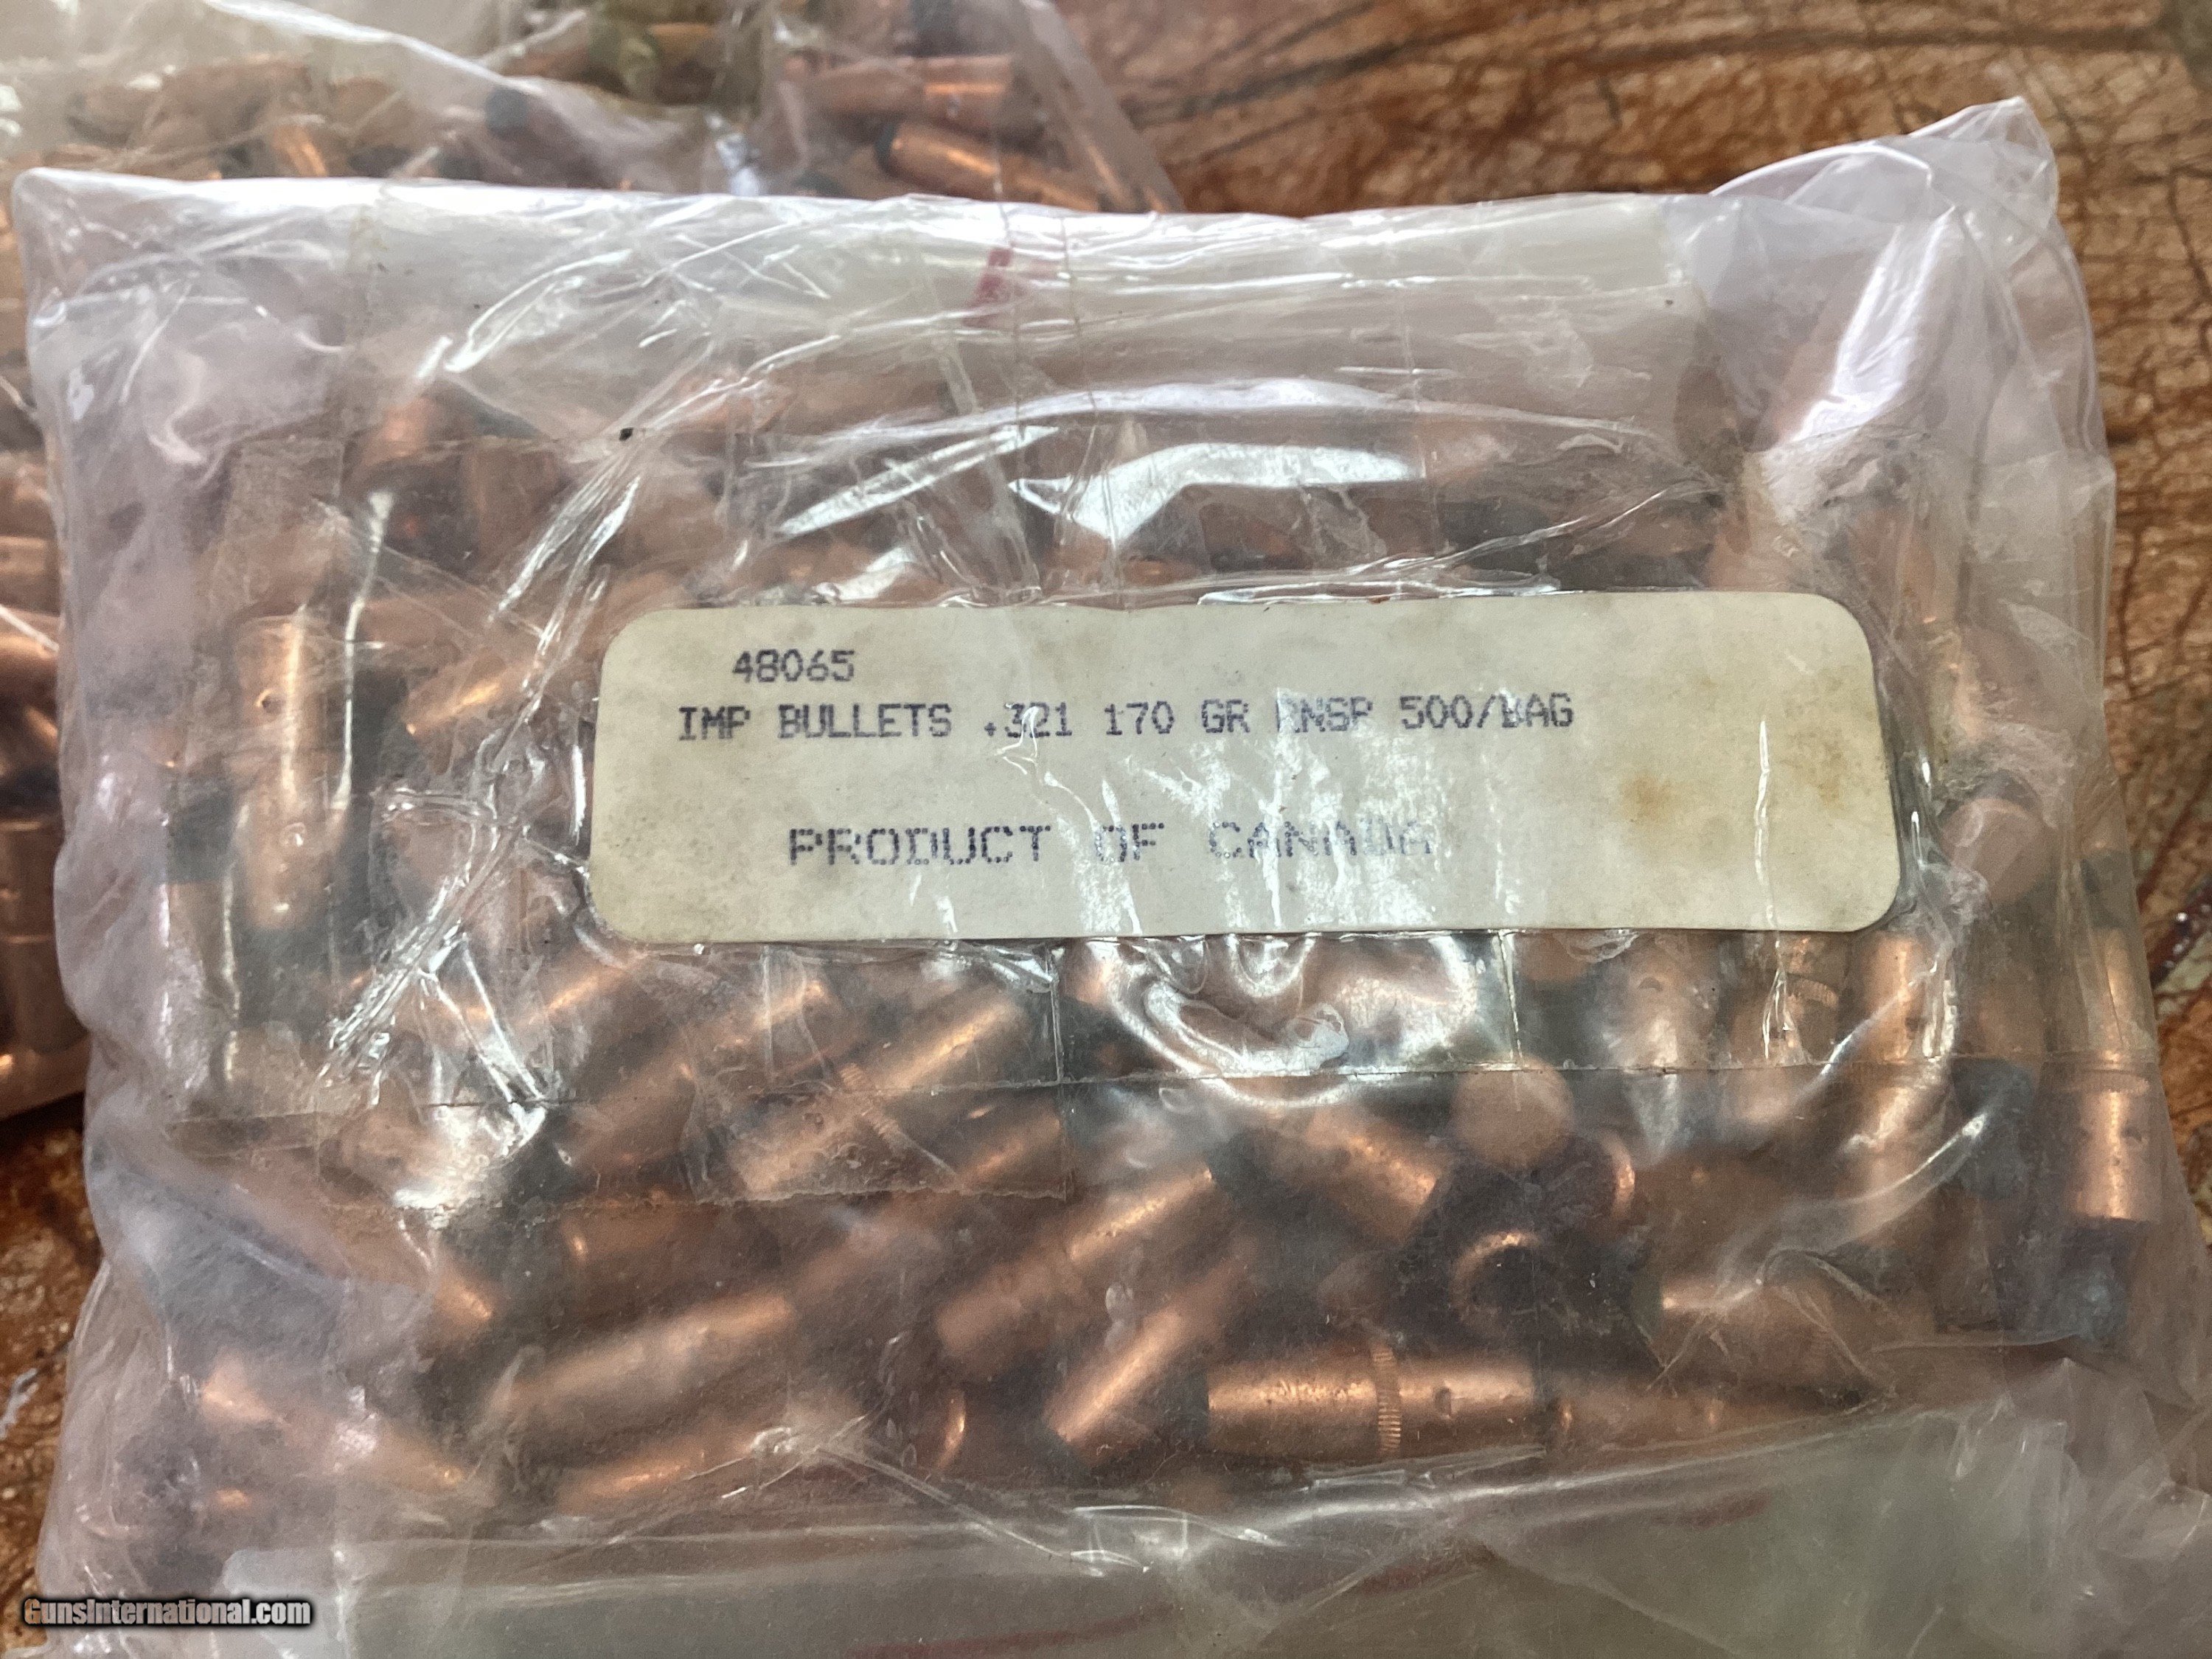 48065
IMP BULLETS .321 170 GR RNSP 500/BAG
PRODUCT OF CANADA
GunsInternational.com